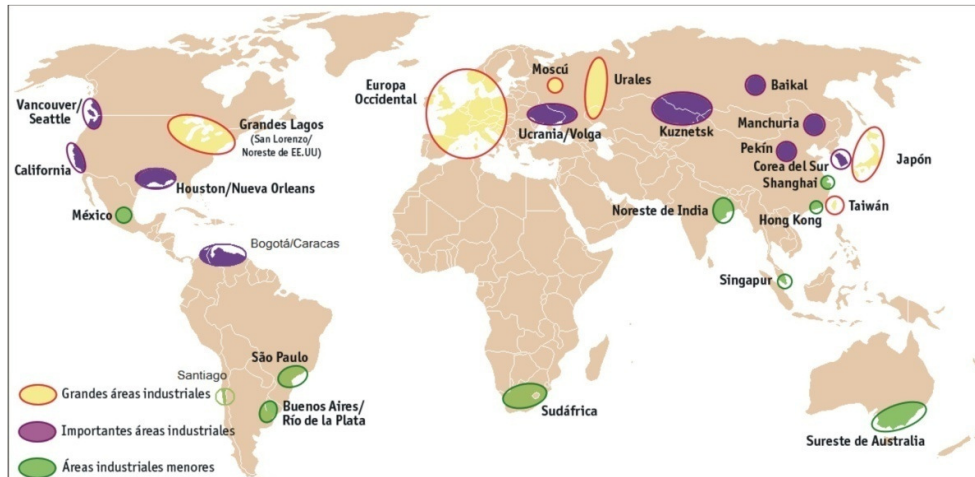 Vancouver/
Seattle
California
Grandes Lagos
(San Lorenzo/
Noreste de EE.UU)
Houston/Nueva Orleans
México
Bogotá/Caracas
São Paulo
Santiago
Buenos Aires/
Río de la Plata
Europa
Occidental
Moscú
Urales
Ucrania/Volga
Kuznetsk
Baikal
Manchuria
Pekín
Corea del Sur
Japón
Shanghai
Taiwán
Hong Kong
Noreste de India
Singapur
Sudáfrica
Sureste de Australia
Grandes áreas industriales
Importantes áreas industriales
Áreas industriales menores